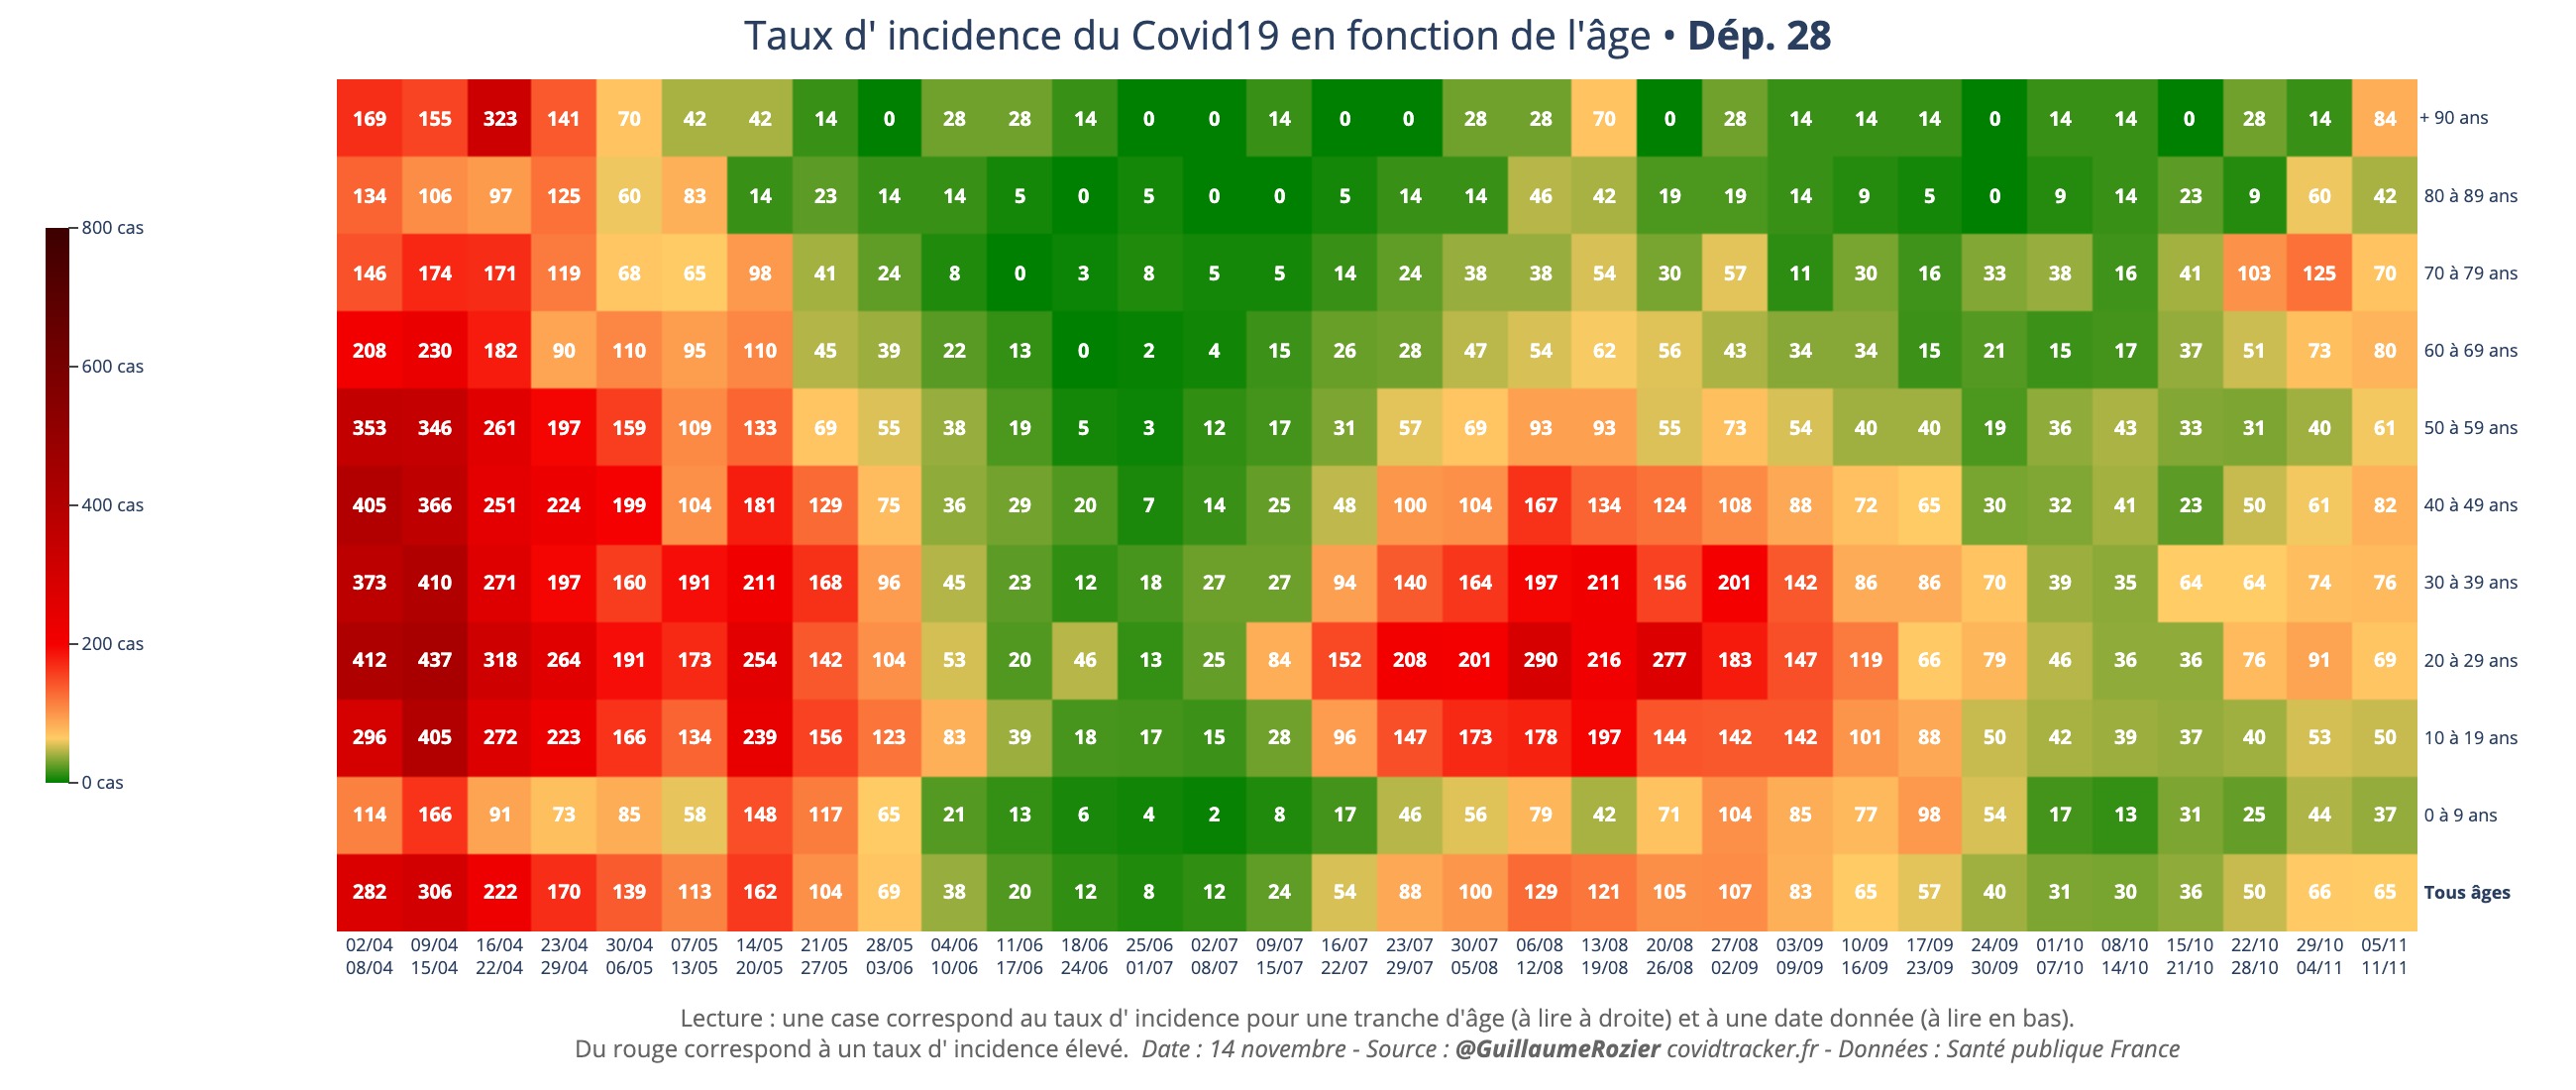 Taux d' incidence du Covid19 en fonction de l'âge • Dép. 28
800 cas
600 cas
400 cas
200 cas
0 cas
169 155 323 141 70 42 42 14 0 28 28 14 0 0 14 0 0 28 28 70 0 28 14 14 14 0 14 14 0 28 14 84 + 90 ans
134 106 97 125 60 83 14 23 14 14 5 0 5 0 0 5 14 14 46 42 19 19 14 9 5 0 9 14 23 9 60 42 80 à 89 ans
146 174 171 119 68 65 98 41 24 8 0 3 8 5 5 14 24 38 38 54 30 57 11 30 16 33 38 16 41 103 125 70 70 à 79 ans
208 230 182 90 110 95 110 45 39 22 13 0 2 4 15 26 28 47 54 62 56 43 34 34 15 21 15 17 37 51 73 80 60 à 69 ans
353 346 261 197 159 109 133 69 55 38 19 5 3 12 17 31 57 69 93 93 55 73 54 40 40 19 36 43 33 31 40 61 50 à 59 ans
405 366 251 224 199 104 181 129 75 36 29 20 7 14 25 48 100 104 167 134 124 108 88 72 65 30 32 41 23 50 61 82 40 à 49 ans
373 410 271 197 160 191 211 168 96 45 23 12 18 27 27 94 140 164 197 211 156 201 142 86 86 70 39 35 64 64 74 76 30 à 39 ans
412 437 318 264 191 173 254 142 104 53 20 46 13 25 84 152 208 201 290 216 277 183 147 119 66 79 46 36 36 76 91 69 20 à 29 ans
296 405 272 223 166 134 239 156 123 83 39 18 17 15 28 96 147 173 178 197 144 142 142 101 88 50 42 39 37 40 53 50 10 à 19 ans
114 166 91 73 85 58 148 117 65 21 13 6 4 2 8 17 46 56 79 42 71 104 85 77 98 54 17 13 31 25 44 37 0 à 9 ans
282 306 222 170 139 113 162 104 69 38 20 12 8 12 24 54 88 100 129 121 105 107 83 65 57 40 31 30 36 50 66 65 Tous âges
02/04 09/04 16/04 23/04 30/04 07/05 14/05 21/05 28/05 04/06 11/06 18/06 25/06 02/07 09/07 16/07 23/07 30/07 06/08 13/08 20/08 27/08 03/09 10/09 17/09 24/09 01/10 08/10 15/10 22/10 29/10 05/11
08/04 15/04 22/04 29/04 06/05 13/05 20/05 27/05 03/06 10/06 17/06 24/06 01/07 08/07 15/07 22/07 29/07 05/08 12/08 19/08 26/08 02/09 09/09 16/09 23/09 30/09 07/10 14/10 21/10 28/10 04/11 11/11
Lecture : une case correspond au taux d' incidence pour une tranche d'âge (à lire à droite) et à une date donnée (à lire en bas).
Du rouge correspond à un taux d' incidence élevé. Date : 14 novembre - Source : @GuillaumeRozier covidtracker.fr - Données : Santé publique France